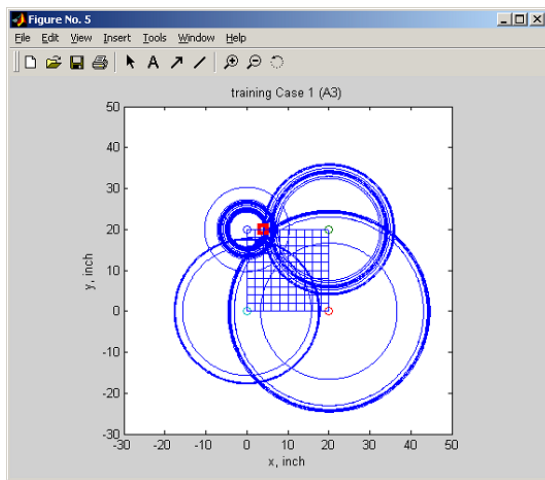 Figure No. 5
File Edit View Insert Tools Window Help
A
training Case 1 (A3)
50
40
30
20
10
0
-10
-20
-30
y, inch
-30 -20 -10 0 10 20 30 40 50
x, inch